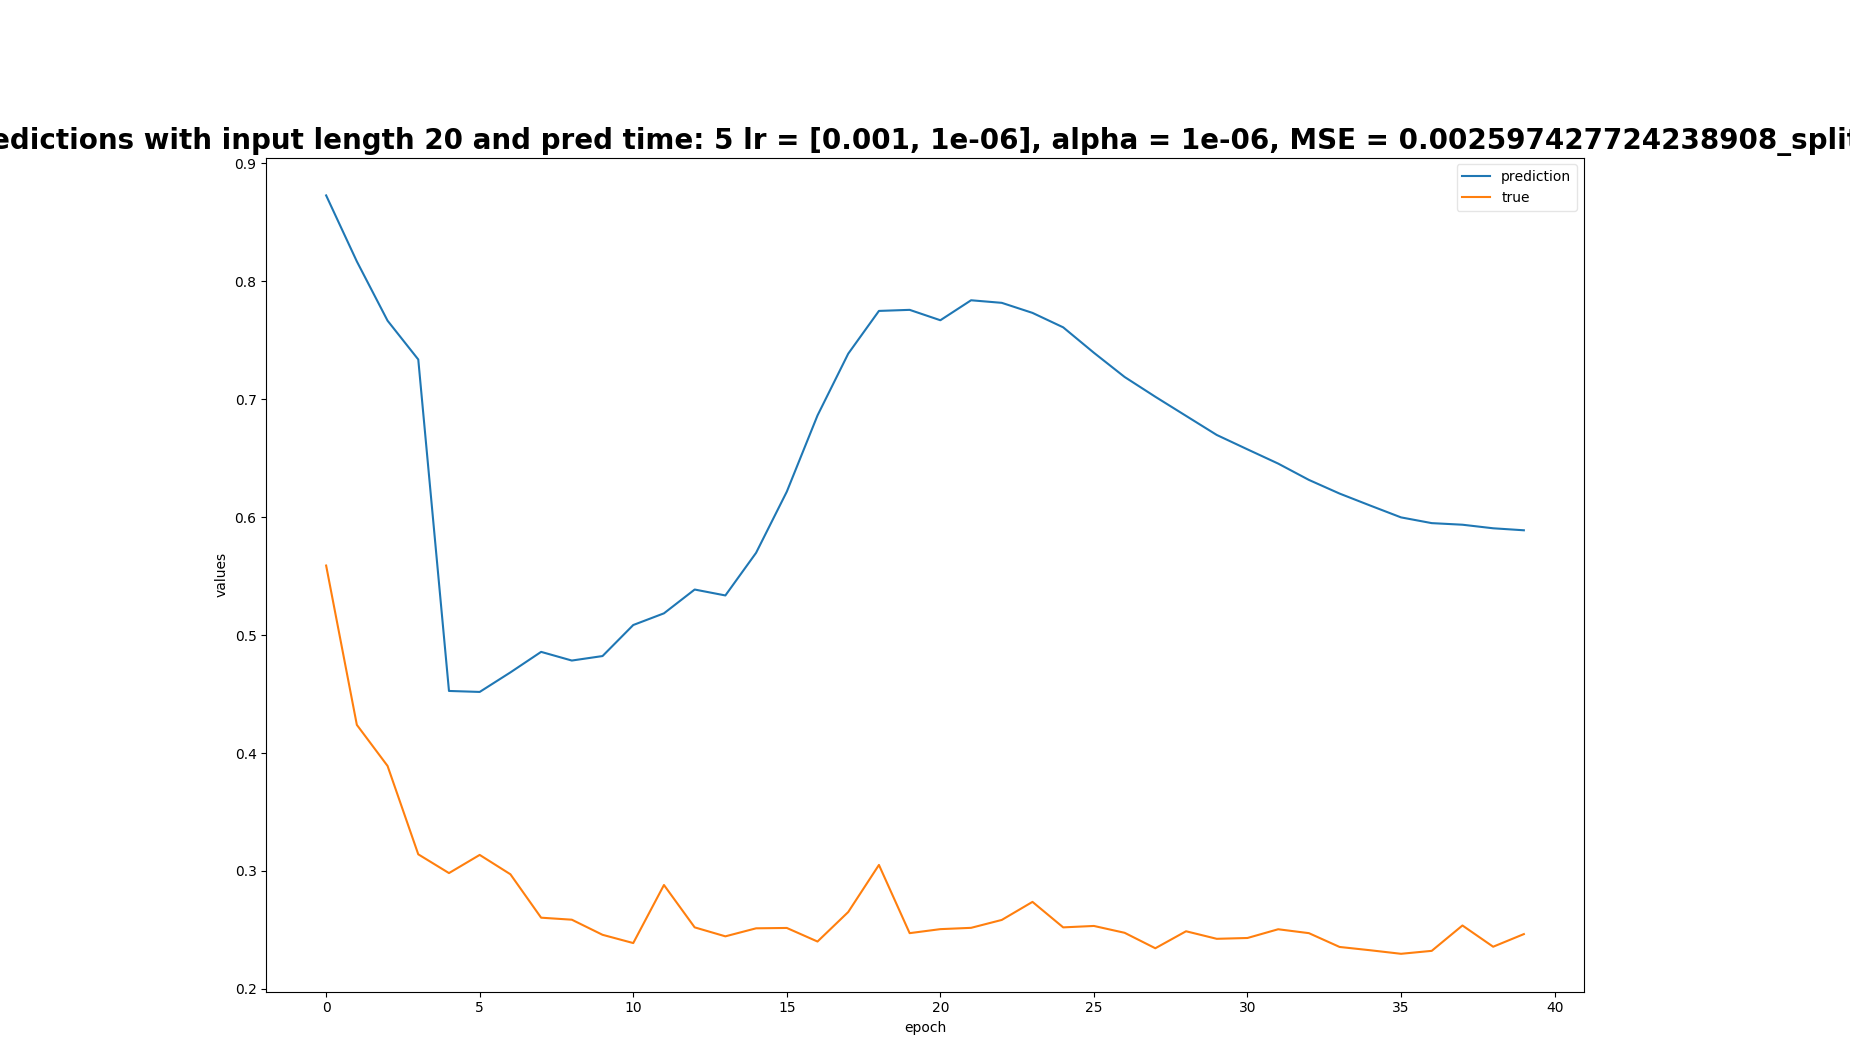 edictions with input length 20 and pred time: 5 lr = [0.001, 1e-06], alpha = 1e-06, MSE = 0.002597427724238908_split
prediction
true
0.9
0.8
0.7
0.6
0.5
0.4
0.3
0.2
values
0 5 10 15 20 25 30 35 40
epoch